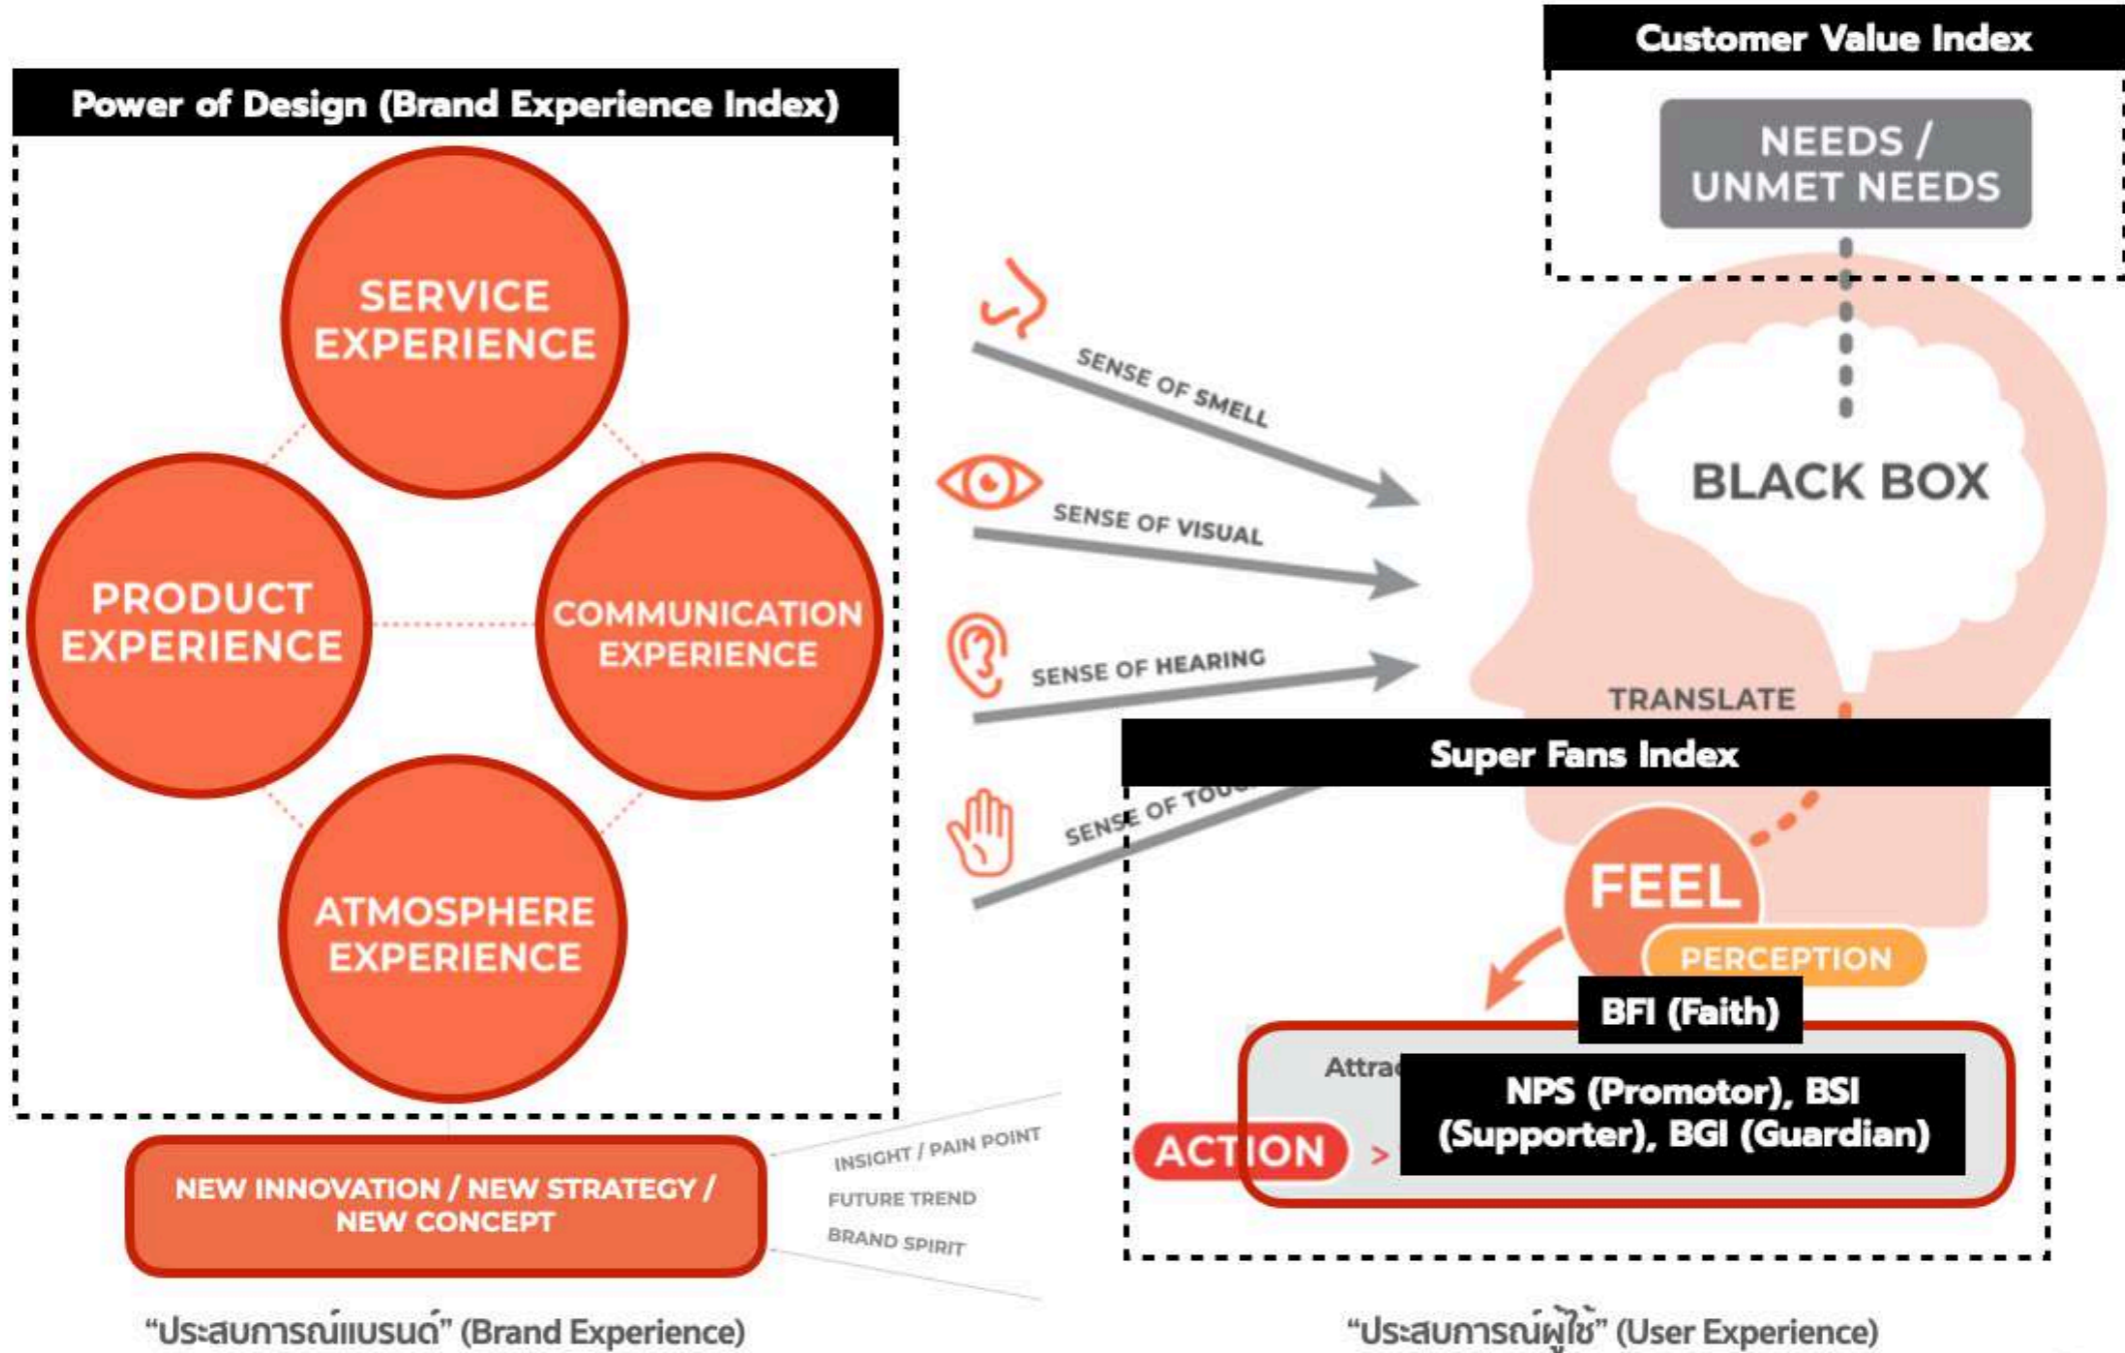 Customer Value Index
Power of Design (Brand Experience Index)
NEEDS /
UNMET NEEDS
SERVICE
EXPERIENCE
PRODUCT
EXPERIENCE
COMMUNICATION
EXPERIENCE
ATMOSPHERE
EXPERIENCE
SENSE OF SMELL
SENSE OF VISUAL
SENSE OF HEARING
SENSE OF
BLACK BOX
TRANSLATE
Super Fans Index
FEEL
PERCEPTION
BFI (Faith)
NPS (Promotor), BSI
(Supporter), BGI (Guardian)
ACTION >
NEW INNOVATION / NEW STRATEGY /
NEW CONCEPT
INSIGHT / PAIN POINT
FUTURE TREND
BRAND SPIRIT
“ประสบการณ์แบรนด์” (Brand Experience)
“ประสบการณ์ผู้ใช้” (User Experience)